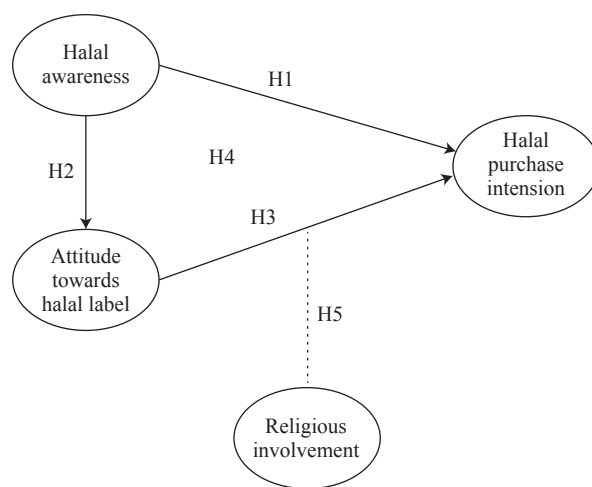 Halal
awareness
H1
Halal
purchase
intension
H4
H2
H3
Attitude
towards
halal label
H5
Religious
involvement